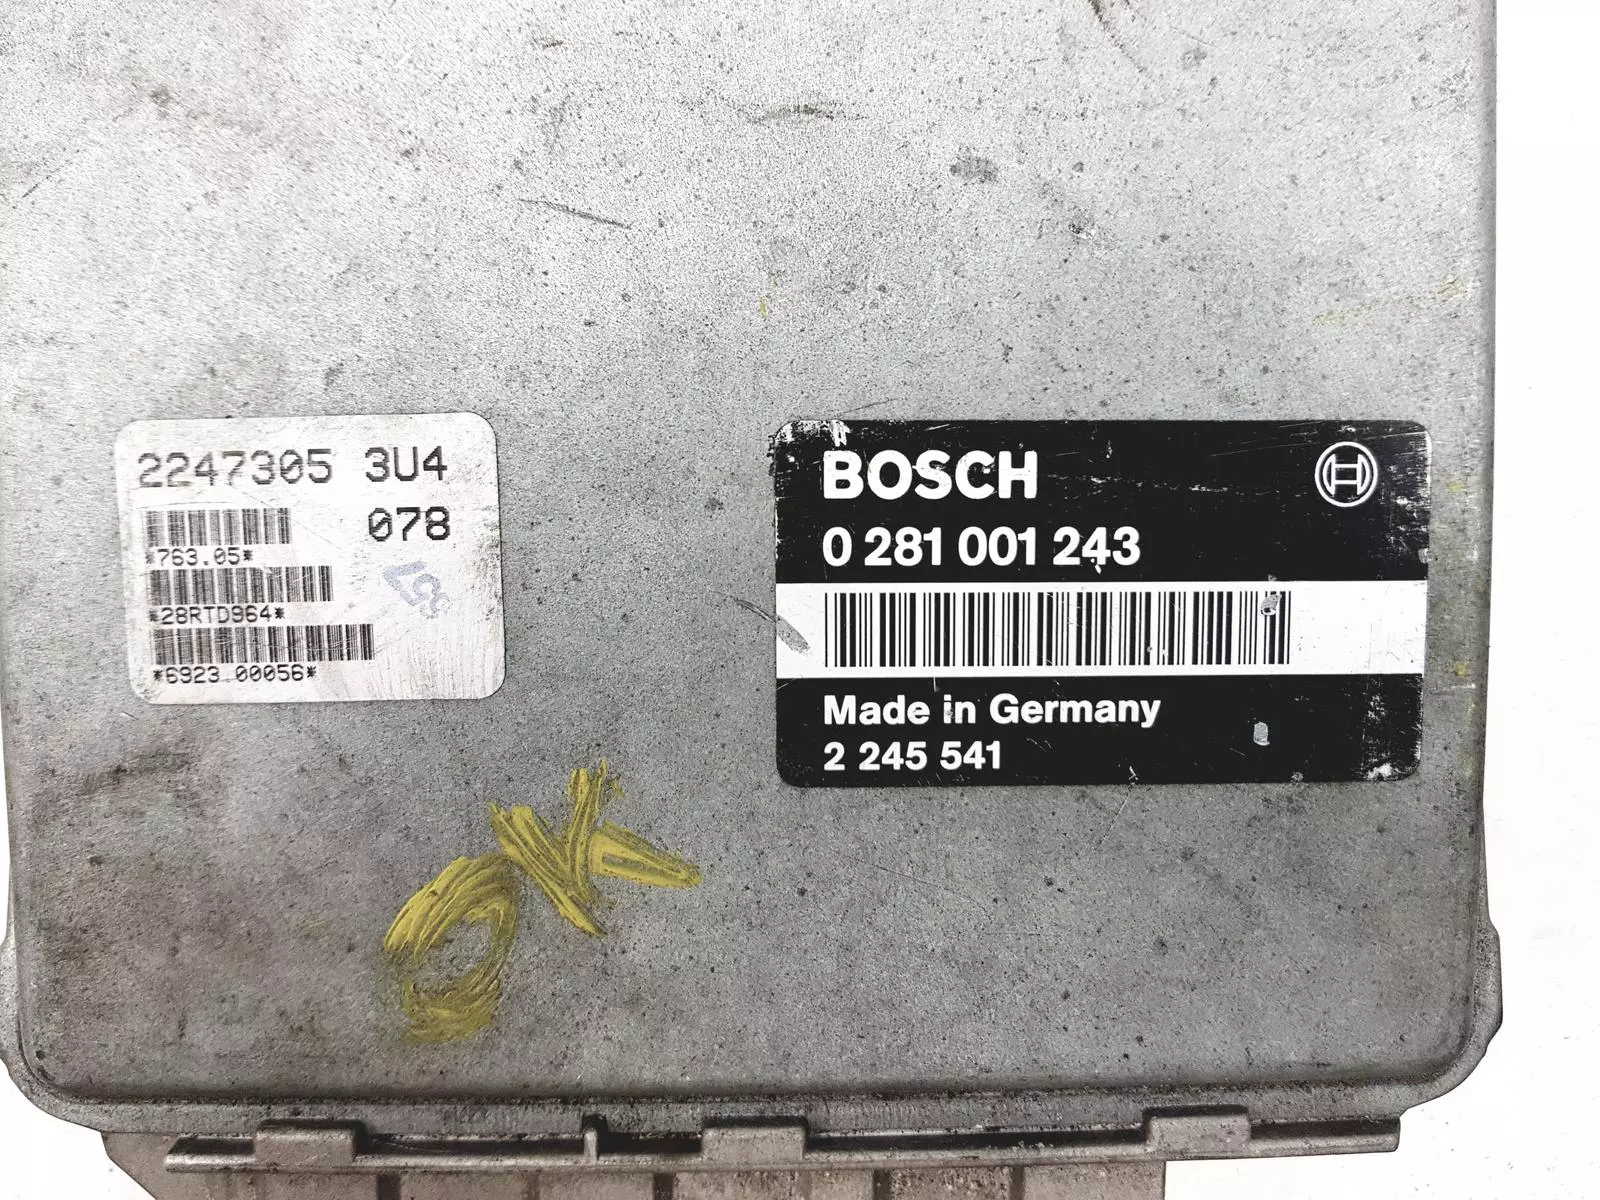 2247305 3U4
078
*763.05*
*28RTD964*
*6923.00056*
BOSCH
0 281 001 243
Made in Germany
2 245 541
OK